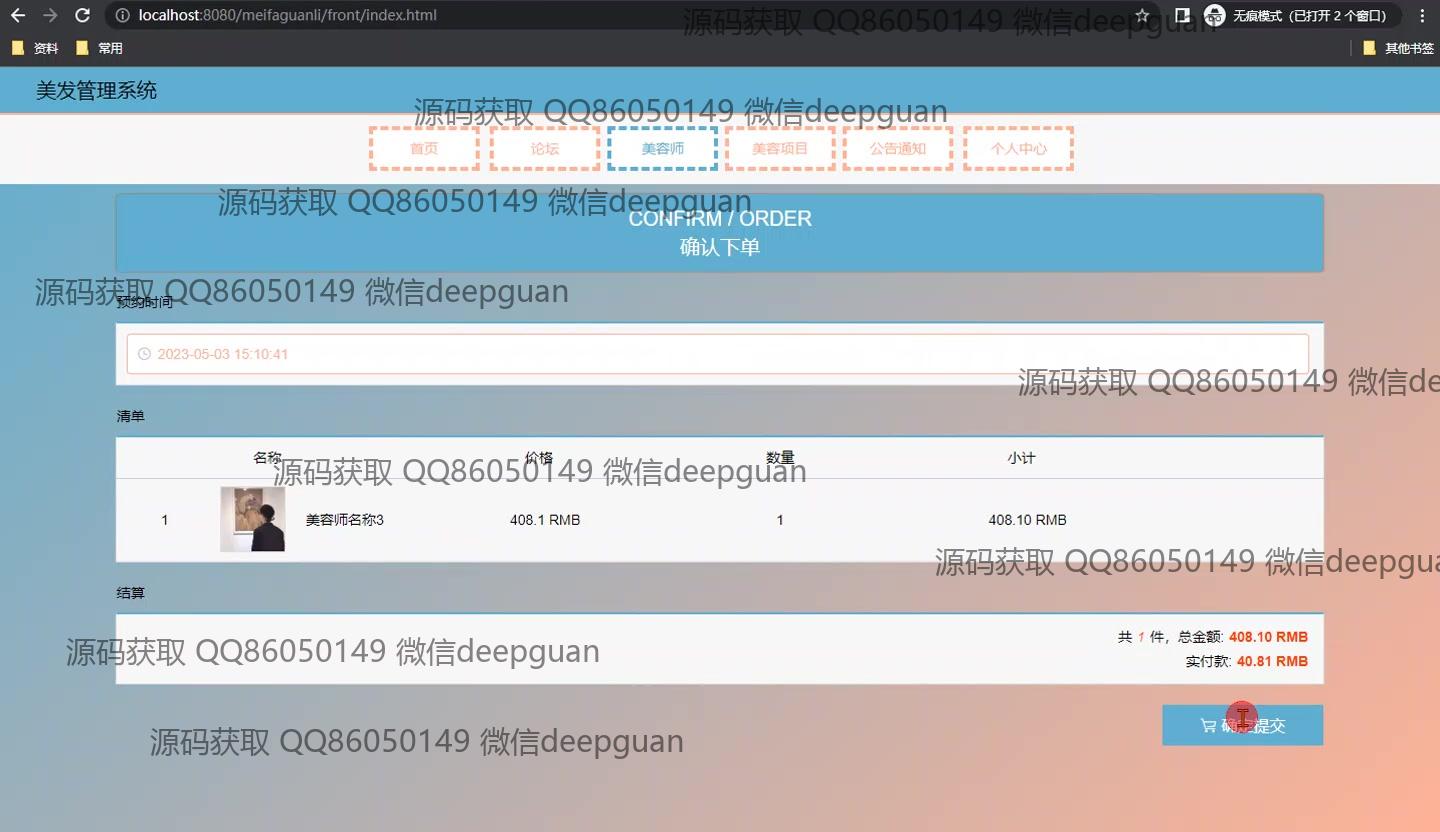 localhost:8080/meifaguanli/front/index.html
无痕模式（已打开 2 个窗口）
资料
常用
其他书签
源码获取 QQ86050149 微信deepguan
美发管理系统
源码获取 QQ86050149 微信deepguan
首页
论坛
美容师
美容项目
公告通知
个人中心
源码获取 QQ86050149 微信deepguan
CONFIRM / ORDER
确认下单
源码获取 QQ86050149 微信deepguan
预约时间
2023-05-03 15:10:41
源码获取 QQ86050149 微信de
清单
名称
价格
数量
小计
源码获取 QQ86050149 微信deepguan
1
美容师名称3
408.1 RMB
1
408.10 RMB
源码获取 QQ86050149 微信deepgua
结算
共 1 件，总金额: 408.10 RMB
实付款: 40.81 RMB
源码获取 QQ86050149 微信deepguan
确定提交
源码获取 QQ86050149 微信deepguan